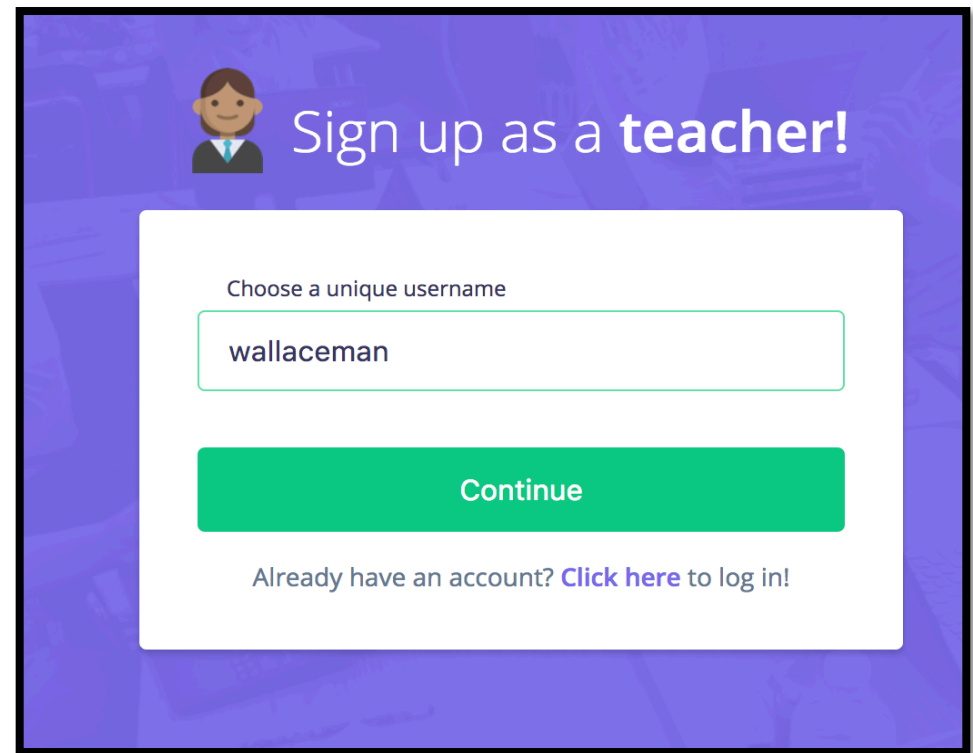 Sign up as a teacher!
Choose a unique username
wallaceman
Continue
Already have an account? Click here to log in!